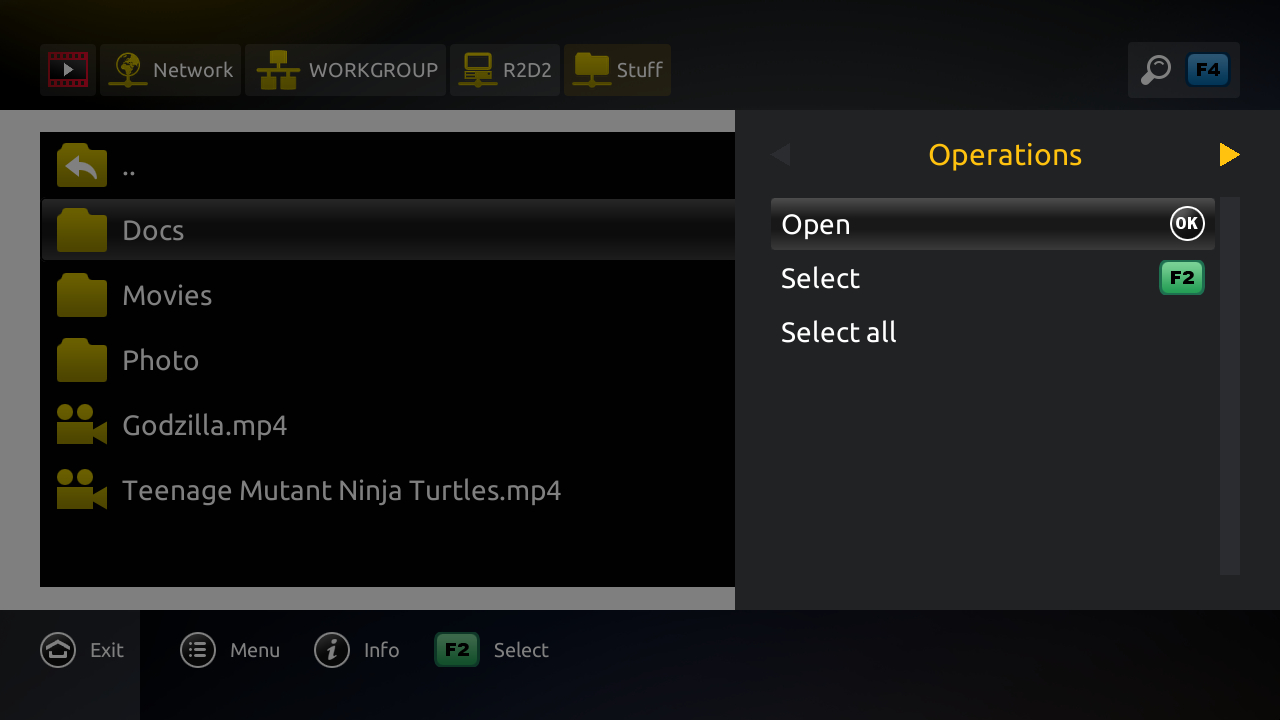 Network WORKGROUP R2D2 Stuff F4
..
Docs
Movies
Photo
Godzilla.mp4
Teenage Mutant Ninja Turtles.mp4
Operations
Open OK
Select F2
Select all
Exit Menu i Info F2 Select